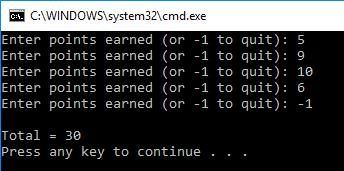 C:\WINDOWS\system32\cmd.exe
Enter points earned (or -1 to quit): 5
Enter points earned (or -1 to quit): 9
Enter points earned (or -1 to quit): 10
Enter points earned (or -1 to quit): 6
Enter points earned (or -1 to quit): -1
Total = 30
Press any key to continue . . .